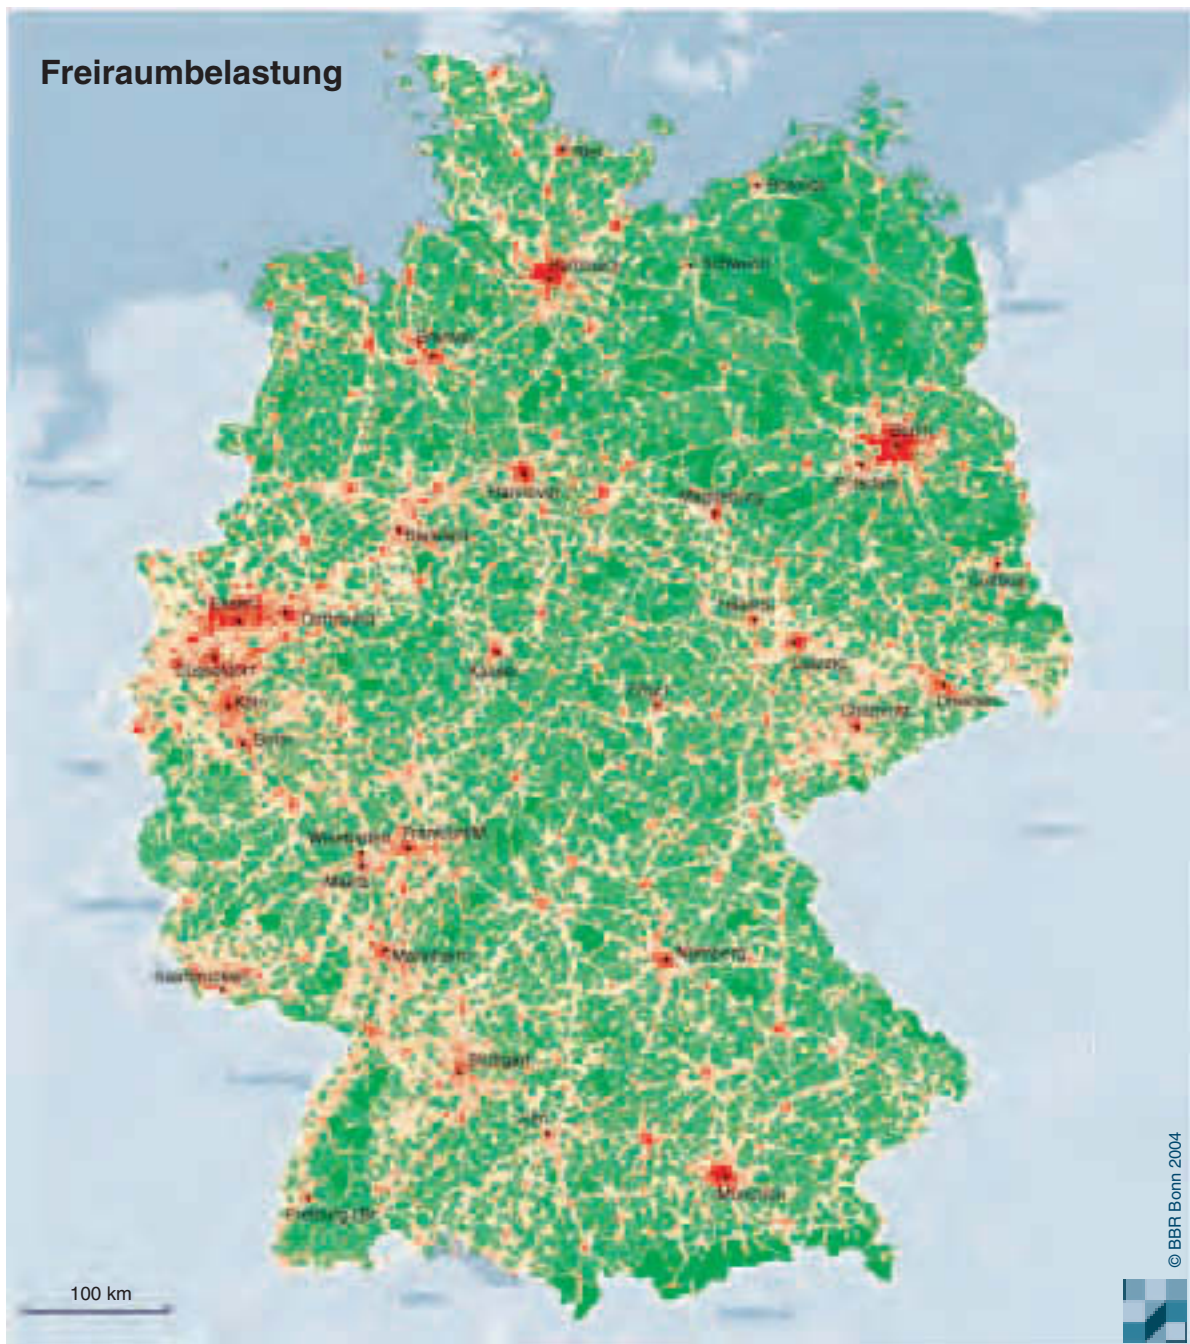 Freiraumbelastung
Kiel
Rostock
Hamburg
Schwerin
Bremen
Berlin
Potsdam
Hannover
Magdeburg
Bielefeld
Cottbus
Essen
Dortmund
Halle/S.
Düsseldorf
Kassel
Leipzig
Köln
Erfurt
Dresden
Chemnitz
Bonn
Wiesbaden
Frankfurt/M.
Mainz
Mannheim
Nürnberg
Saarbrücken
Stuttgart
Ulm
München
Freiburg i.Br.
100 km
© BBR Bonn 2004